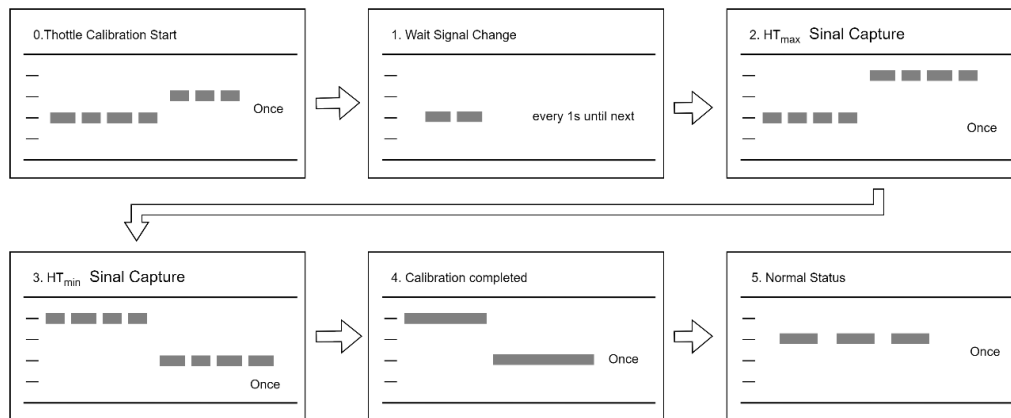 0.Thottle Calibration Start
Once
1. Wait Signal Change
every 1s until next
2. HTmax Sinal Capture
Once
3. HTmin Sinal Capture
Once
4. Calibration completed
Once
5. Normal Status
Once